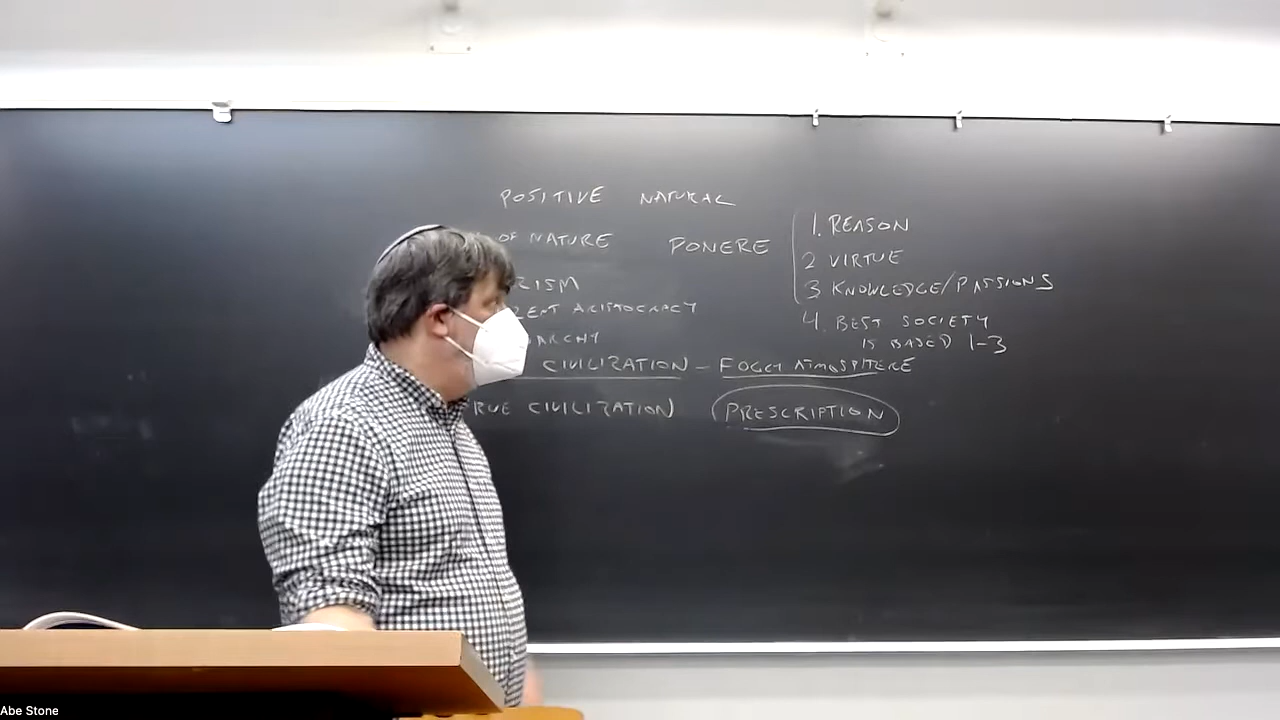 POSITIVE NATURAL
OF NATURE PONERE
ARISTOCRACY
CIVILIZATION - FOGGY ATMOSPHERE
CIVILIZATION PRESCRIPTION
1. REASON
2 VIRTUE
3 KNOWLEDGE/PASSIONS
4. BEST SOCIETY
IS BASED 1-3
Abe Stone